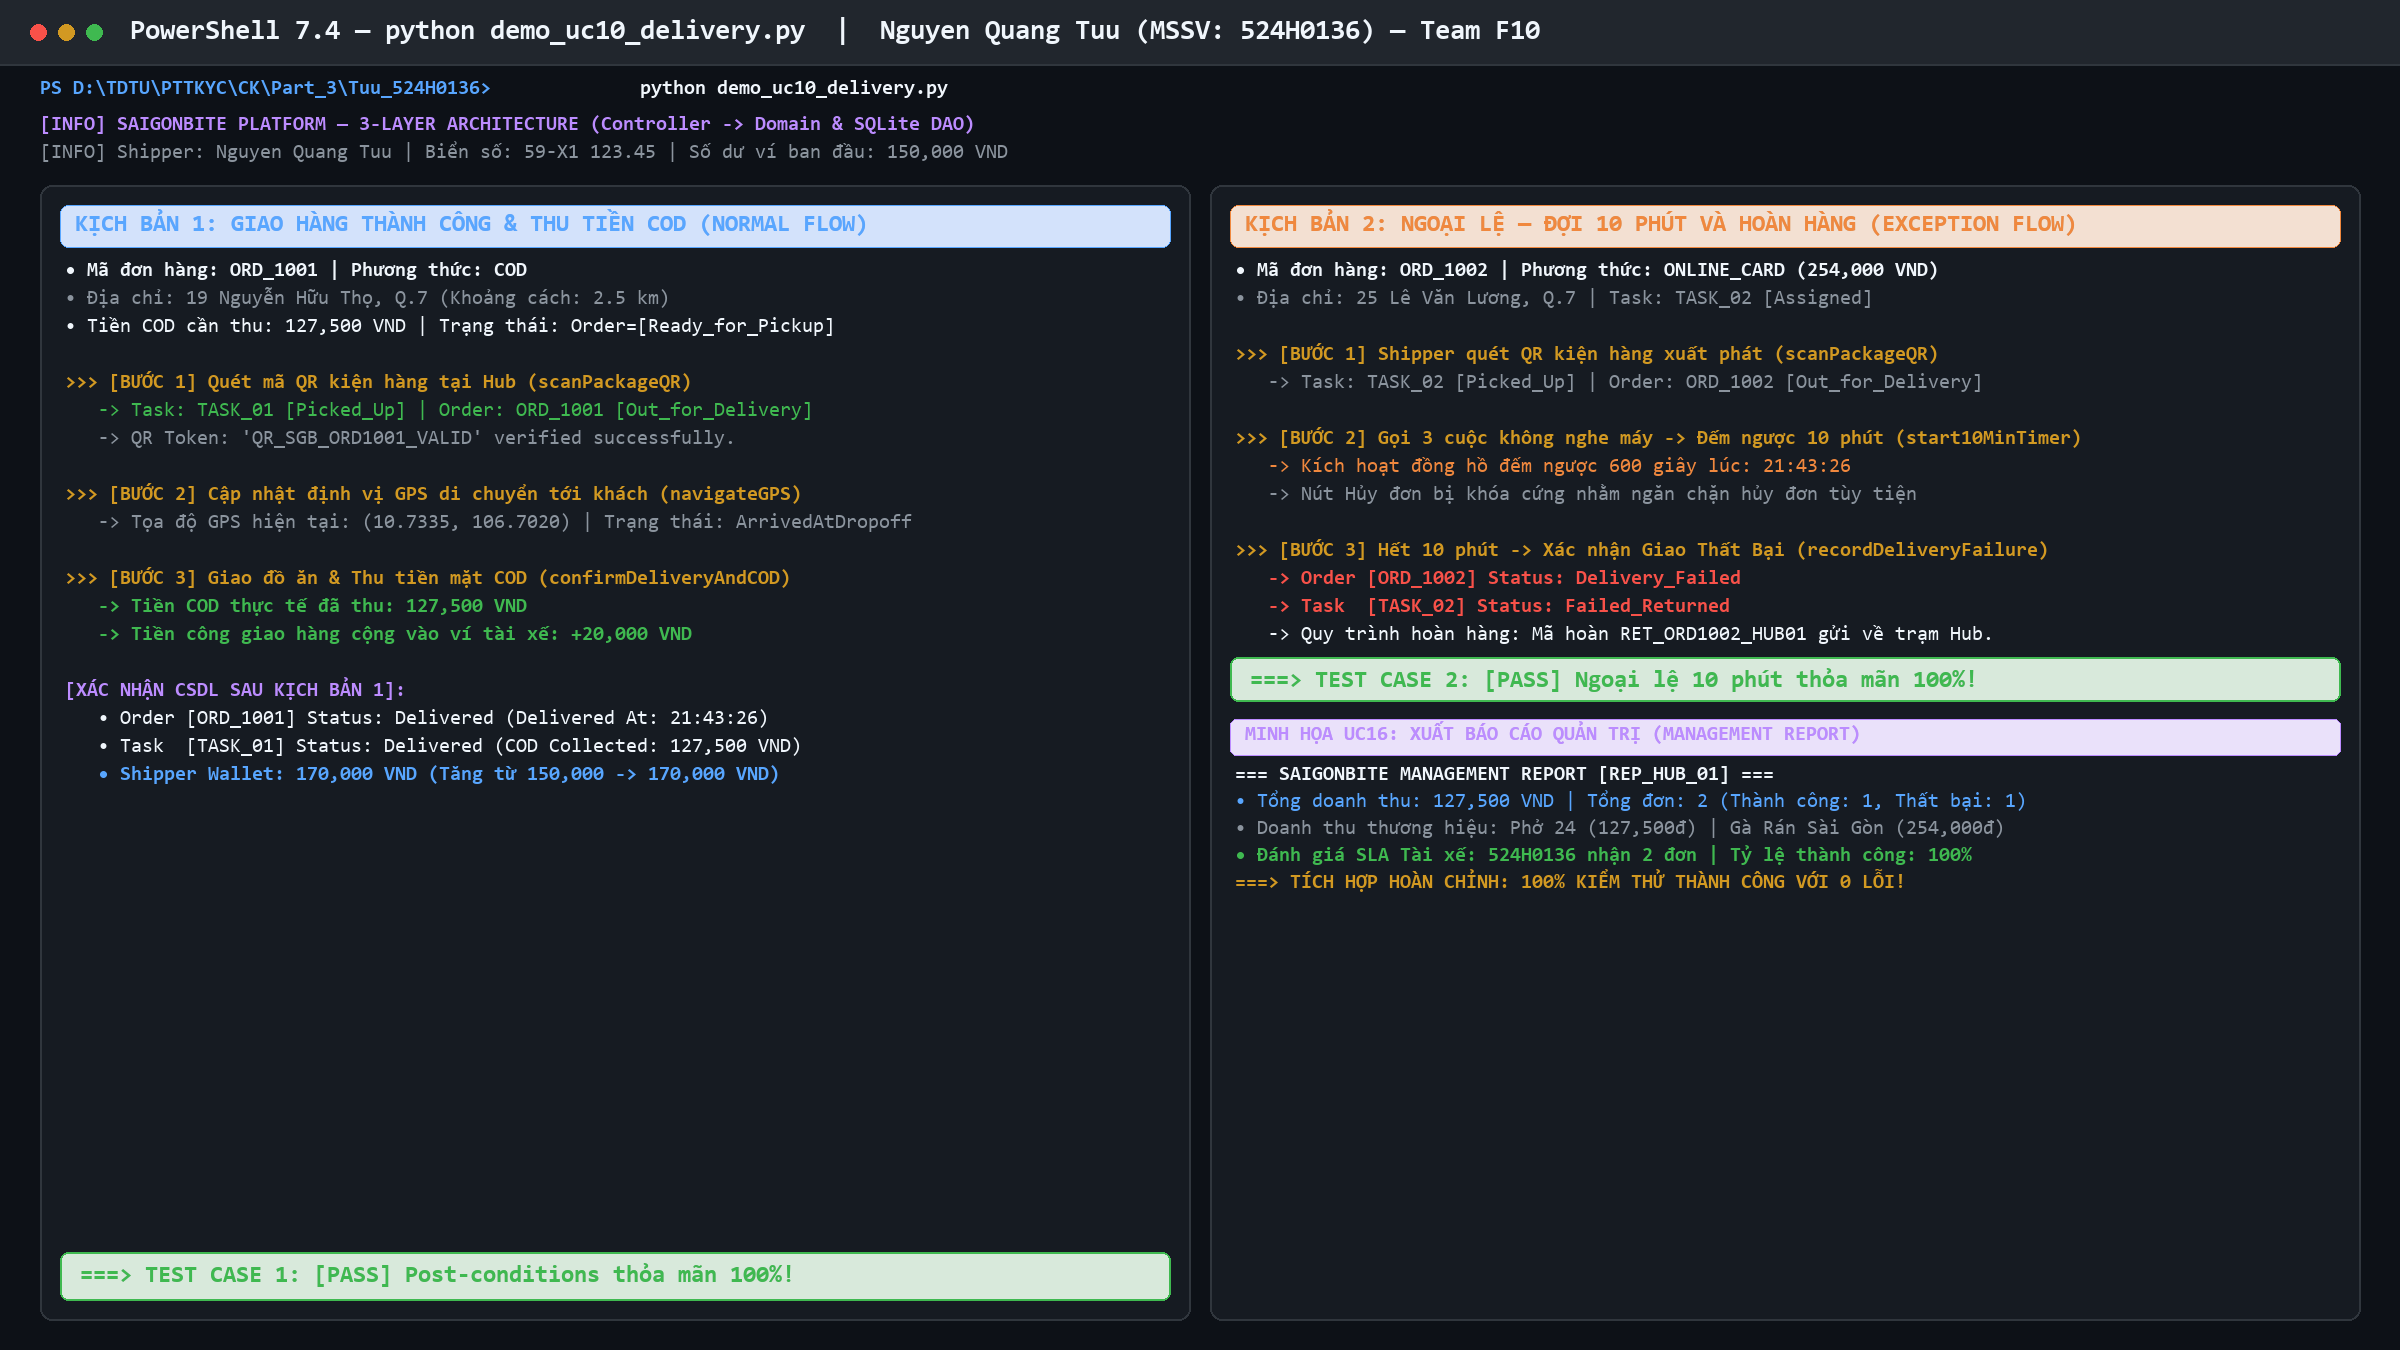 PowerShell 7.4 — python demo_uc10_delivery.py | Nguyen Quang Tuu (MSSV: 524H0136) — Team F10
PS D:\TDTU\PTTKYC\CK\Part_3\Tuu_524H0136> python demo_uc10_delivery.py
[INFO] SAIGONBITE PLATFORM — 3-LAYER ARCHITECTURE (Controller -> Domain & SQLite DAO)
[INFO] Shipper: Nguyen Quang Tuu | Biển số: 59-X1 123.45 | Số dư ví ban đầu: 150,000 VND
KỊCH BẢN 1: GIAO HÀNG THÀNH CÔNG & THU TIỀN COD (NORMAL FLOW)
• Mã đơn hàng: ORD_1001 | Phương thức: COD
• Địa chỉ: 19 Nguyễn Hữu Thọ, Q.7 (Khoảng cách: 2.5 km)
• Tiền COD cần thu: 127,500 VND | Trạng thái: Order=[Ready_for_Pickup]
>>> [BƯỚC 1] Quét mã QR kiện hàng tại Hub (scanPackageQR)
-> Task: TASK_01 [Picked_Up] | Order: ORD_1001 [Out_for_Delivery]
-> QR Token: 'QR_SGB_ORD1001_VALID' verified successfully.
>>> [BƯỚC 2] Cập nhật định vị GPS di chuyển tới khách (navigateGPS)
-> Tọa độ GPS hiện tại: (10.7335, 106.7020) | Trạng thái: ArrivedAtDropoff
>>> [BƯỚC 3] Giao đồ ăn & Thu tiền mặt COD (confirmDeliveryAndCOD)
-> Tiền COD thực tế đã thu: 127,500 VND
-> Tiền công giao hàng cộng vào ví tài xế: +20,000 VND
[XÁC NHẬN CSDL SAU KỊCH BẢN 1]:
• Order [ORD_1001] Status: Delivered (Delivered At: 21:43:26)
• Task  [TASK_01] Status: Delivered (COD Collected: 127,500 VND)
• Shipper Wallet: 170,000 VND (Tăng từ 150,000 -> 170,000 VND)
===> TEST CASE 1: [PASS] Post-conditions thỏa mãn 100%!
KỊCH BẢN 2: NGOẠI LỆ — ĐỢI 10 PHÚT VÀ HOÀN HÀNG (EXCEPTION FLOW)
• Mã đơn hàng: ORD_1002 | Phương thức: ONLINE_CARD (254,000 VND)
• Địa chỉ: 25 Lê Văn Lương, Q.7 | Task: TASK_02 [Assigned]
>>> [BƯỚC 1] Shipper quét QR kiện hàng xuất phát (scanPackageQR)
-> Task: TASK_02 [Picked_Up] | Order: ORD_1002 [Out_for_Delivery]
>>> [BƯỚC 2] Gọi 3 cuộc không nghe máy -> Đếm ngược 10 phút (start10MinTimer)
-> Kích hoạt đồng hồ đếm ngược 600 giây lúc: 21:43:26
-> Nút Hủy đơn bị khóa cứng nhằm ngăn chặn hủy đơn tùy tiện
>>> [BƯỚC 3] Hết 10 phút -> Xác nhận Giao Thất Bại (recordDeliveryFailure)
-> Order [ORD_1002] Status: Delivery_Failed
-> Task  [TASK_02] Status: Failed_Returned
-> Quy trình hoàn hàng: Mã hoàn RET_ORD1002_HUB01 gửi về trạm Hub.
===> TEST CASE 2: [PASS] Ngoại lệ 10 phút thỏa mãn 100%!
MINH HỌA UC16: XUẤT BÁO CÁO QUẢN TRỊ (MANAGEMENT REPORT)
=== SAIGONBITE MANAGEMENT REPORT [REP_HUB_01] ===
• Tổng doanh thu: 127,500 VND | Tổng đơn: 2 (Thành công: 1, Thất bại: 1)
• Doanh thu thương hiệu: Phở 24 (127,500đ) | Gà Rán Sài Gòn (254,000đ)
• Đánh giá SLA Tài xế: 524H0136 nhận 2 đơn | Tỷ lệ thành công: 100%
===> TÍCH HỢP HOÀN CHỈNH: 100% KIỂM THỬ THÀNH CÔNG VỚI 0 LỖI!